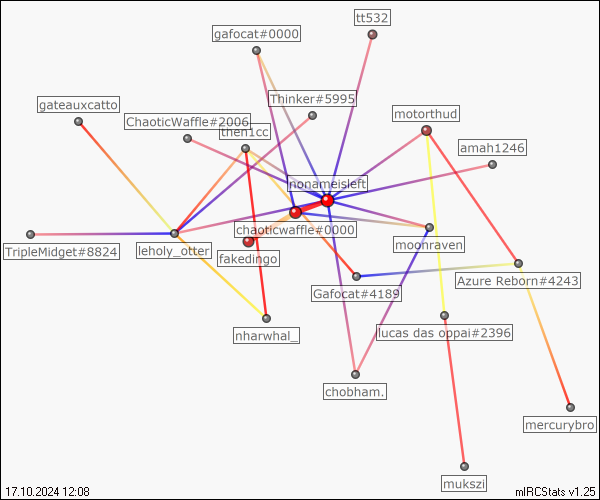 tt532
gafocat#0000
Thinker#5995
gateauxcatto
ChaoticWaffle#2006
motorthud
then1cc
amah1246
nonameisleft
chaoticwaffle#0000
moonraven
TripleMidget#8824
leholy_otter
fakedingo
Azure Reborn#4243
Gafocat#4189
nharwhal_
lucas das oppai#2396
chobham.
mercurybro
mukszi
17.10.2024 12:08
mIRCStats v1.25